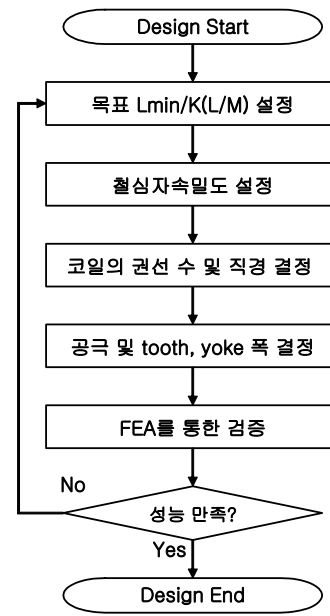 Design Start
목표 Lmin/K(L/M) 설정
철심자속밀도 설정
코일의 권선 수 및 직경 결정
공극 및 tooth, yoke 폭 결정
FEA를 통한 검증
No
성능 만족?
Yes
Design End